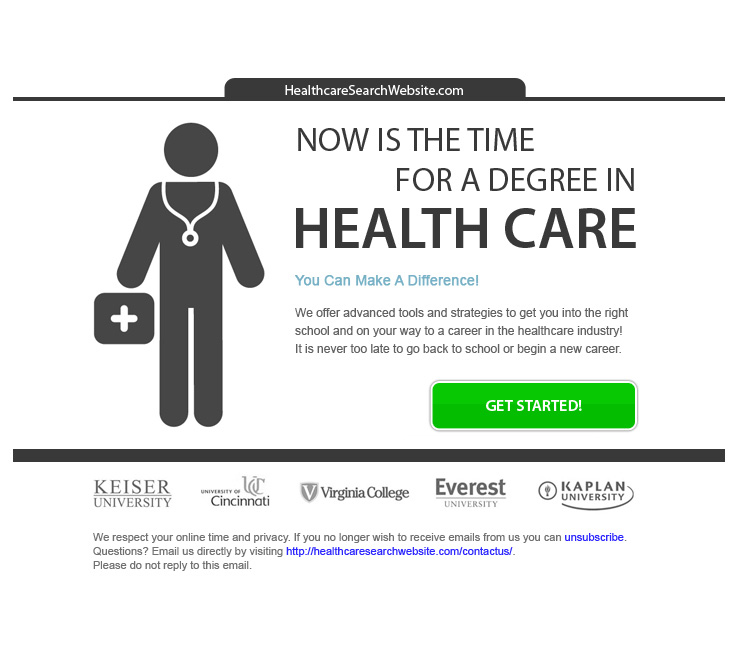 HealthcareSearchWebsite.com
NOW IS THE TIME
FOR A DEGREE IN
HEALTH CARE
You Can Make A Difference!
We offer advanced tools and strategies to get you into the right
school and on your way to a career in the healthcare industry!
It is never too late to go back to school or begin a new career.
GET STARTED!
KEISER
UNIVERSITY
UNIVERSITY OF
UC
Cincinnati
V
Virginia College
Everest
UNIVERSITY
KAPLAN
UNIVERSITY
We respect your online time and privacy. If you no longer wish to receive emails from us you can unsubscribe.
Questions? Email us directly by visiting http://healthcaresearchwebsite.com/contactus/.
Please do not reply to this email.